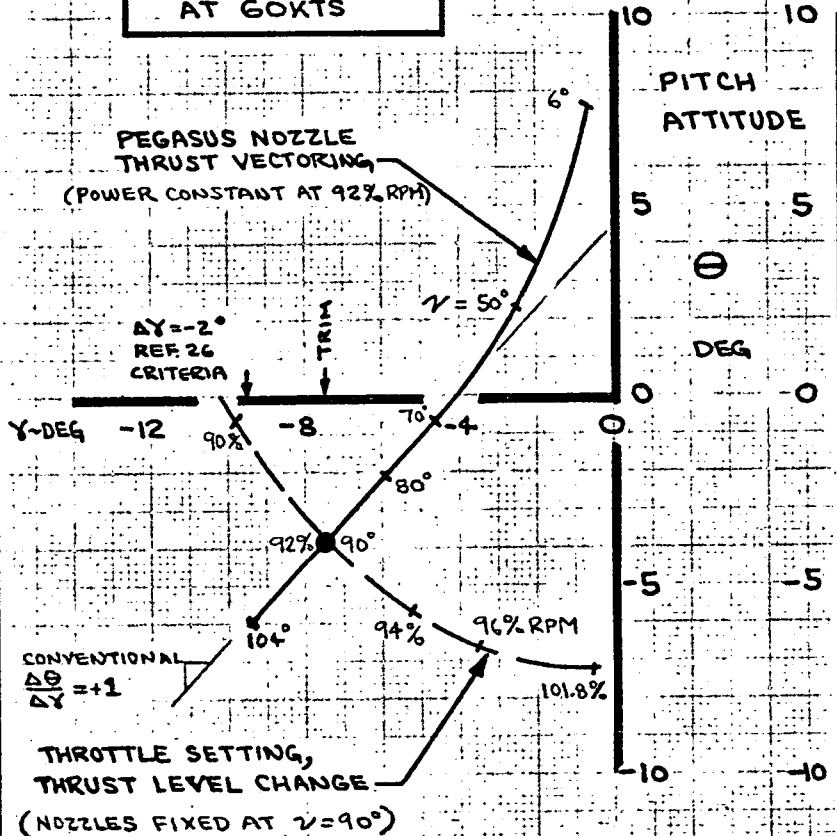 AT 60KTS
10 10
PITCH
ATTITUDE
6°
PEGASUS NOZZLE
THRUST VECTORING
(POWER CONSTANT AT 92% RPM)
5 5
Θ
ν = 50°
DEG
Δγ=-2°
REF. 26
CRITERIA
TRIM
0 -0
γ~DEG -12 -8 -4 0
90% 70°
80°
92% 90°
-5 -5
94%
96% RPM
104°
101.8%
CONVENTIONAL
Δθ
Δγ =+1
THROTTLE SETTING,
THRUST LEVEL CHANGE
-10 -10
(NOZZLES FIXED AT ν=90°)